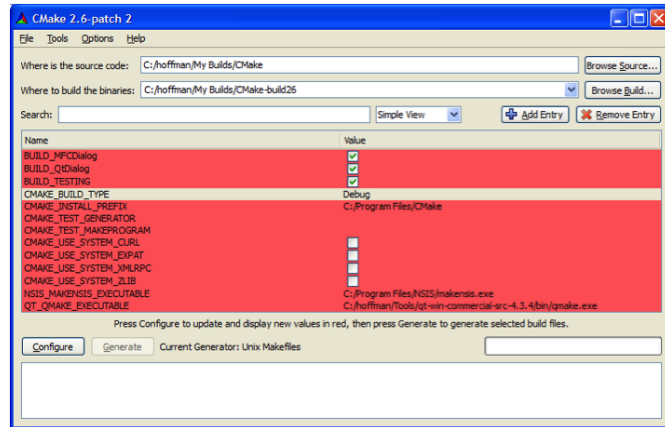 CMake 2.6-patch 2
File Tools Options Help
Where is the source code: C:/hoffman/My Builds/CMake Browse Source...
Where to build the binaries: C:/hoffman/My Builds/CMake-build26 Browse Build...
Search: Simple View Add Entry Remove Entry
Name Value
BUILD_MFCDialog
BUILD_QtDialog
BUILD_TESTING
CMAKE_BUILD_TYPE Debug
CMAKE_INSTALL_PREFIX C:/Program Files/CMake
CMAKE_TEST_GENERATOR
CMAKE_TEST_MAKEPROGRAM
CMAKE_USE_SYSTEM_CURL
CMAKE_USE_SYSTEM_EXPAT
CMAKE_USE_SYSTEM_XMLRPC
CMAKE_USE_SYSTEM_ZLIB
NSIS_MAKENSIS_EXECUTABLE C:/Program Files/NSIS/makensis.exe
QT_QMAKE_EXECUTABLE C:/hoffman/Tools/qt-win-commercial-src-4.3.4/bin/qmake.exe
Press Configure to update and display new values in red, then press Generate to generate selected build files.
Configure Generate Current Generator: Unix Makefiles